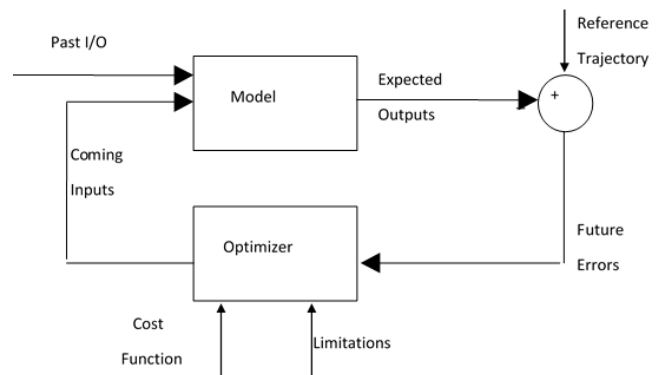 Past I/O
Reference
Trajectory
Model
Expected
Outputs
+
Coming
Inputs
Optimizer
Future
Errors
Cost
Function
Limitations